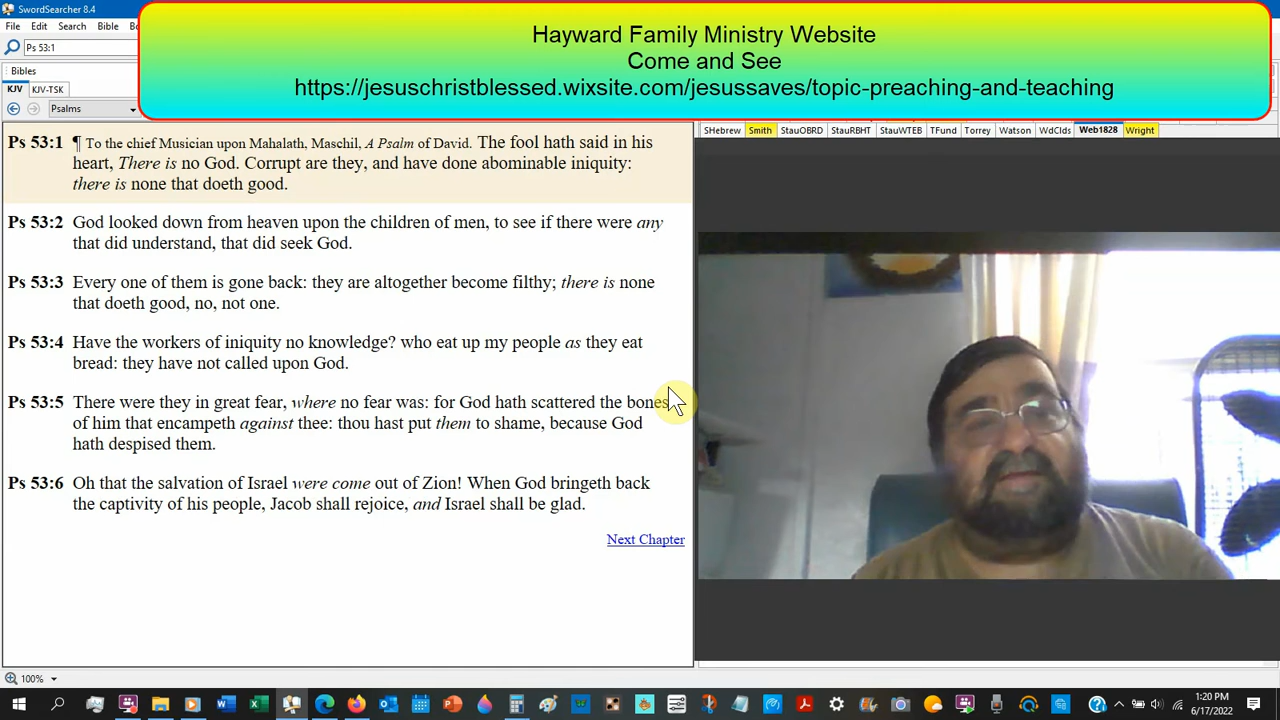 SwordSearcher 8.4
File Edit Search Bible
Ps 53:1
Bibles
KJV KJV-TSK
Psalms
Hayward Family Ministry Website
Come and See
https://jesuschristblessed.wixsite.com/jesussaves/topic-preaching-and-teaching
SHebrew Smith StauOBRD StauRBHT StauWTEB TFund Torrey Watson WdClds Web1828 Wright
Ps 53:1 ¶ To the chief Musician upon Mahalath, Maschil, A Psalm of David. The fool hath said in his
heart, There is no God. Corrupt are they, and have done abominable iniquity:
there is none that doeth good.
Ps 53:2 God looked down from heaven upon the children of men, to see if there were any
that did understand, that did seek God.
Ps 53:3 Every one of them is gone back: they are altogether become filthy; there is none
that doeth good, no, not one.
Ps 53:4 Have the workers of iniquity no knowledge? who eat up my people as they eat
bread: they have not called upon God.
Ps 53:5 There were they in great fear, where no fear was: for God hath scattered the bones
of him that encampeth against thee: thou hast put them to shame, because God
hath despised them.
Ps 53:6 Oh that the salvation of Israel were come out of Zion! When God bringeth back
the captivity of his people, Jacob shall rejoice, and Israel shall be glad.
Next Chapter
100%
1:20 PM
6/17/2022